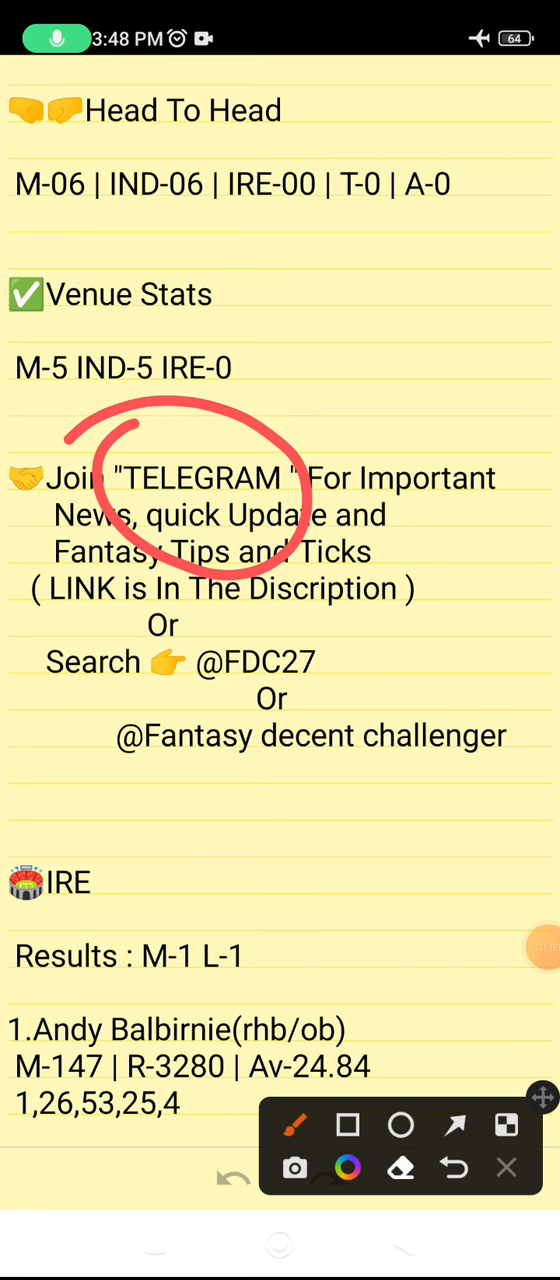 3:48 PM
64
🤜🤛Head To Head
M-06 | IND-06 | IRE-00 | T-0 | A-0
✅Venue Stats
M-5 IND-5 IRE-0
🤝Join "TELEGRAM " For Important
News, quick Update and
Fantasy Tips and Ticks
( LINK is In The Discription )
Or
Search 👉 @FDC27
Or
@Fantasy decent challenger
🏟IRE
Results : M-1 L-1
01:00
1.Andy Balbirnie(rhb/ob)
M-147 | R-3280 | Av-24.84
1,26,53,25,4